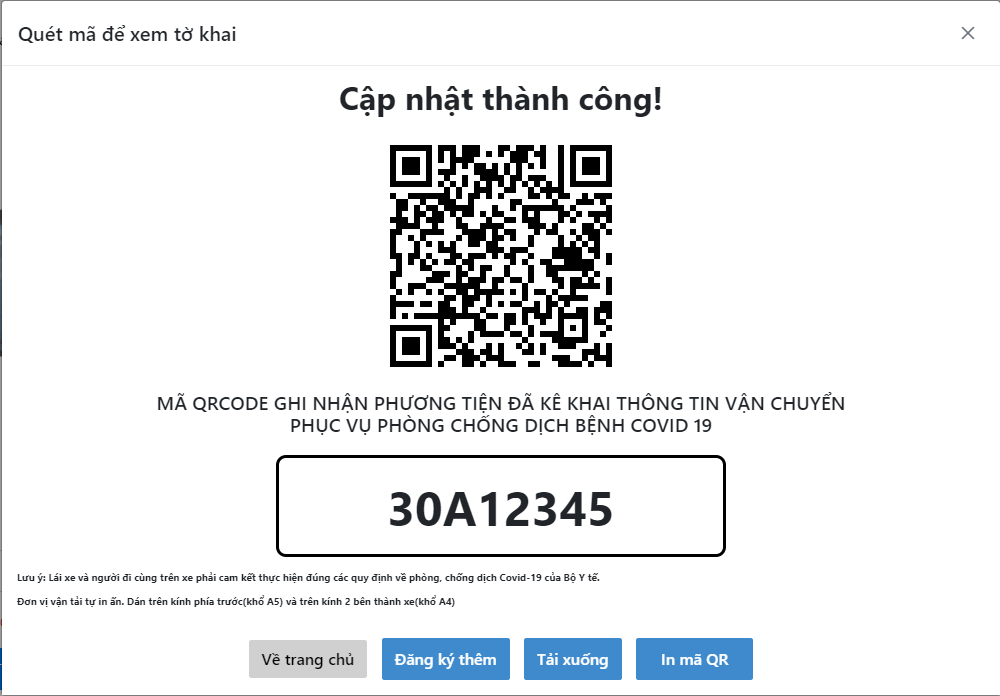 Quét mã để xem tờ khai
Cập nhật thành công!
MÃ QRCODE GHI NHẬN PHƯƠNG TIỆN ĐÃ KÊ KHAI THÔNG TIN VẬN CHUYỂN
PHỤC VỤ PHÒNG CHỐNG DỊCH BỆNH COVID 19
30A12345
Lưu ý: Lái xe và người đi cùng trên xe phải cam kết thực hiện đúng các quy định về phòng, chống dịch Covid-19 của Bộ Y tế.
Đơn vị vận tải tự in ấn. Dán trên kính phía trước(khổ A5) và trên kính 2 bên thành xe(khổ A4)
Về trang chủ
Đăng ký thêm
Tải xuống
In mã QR